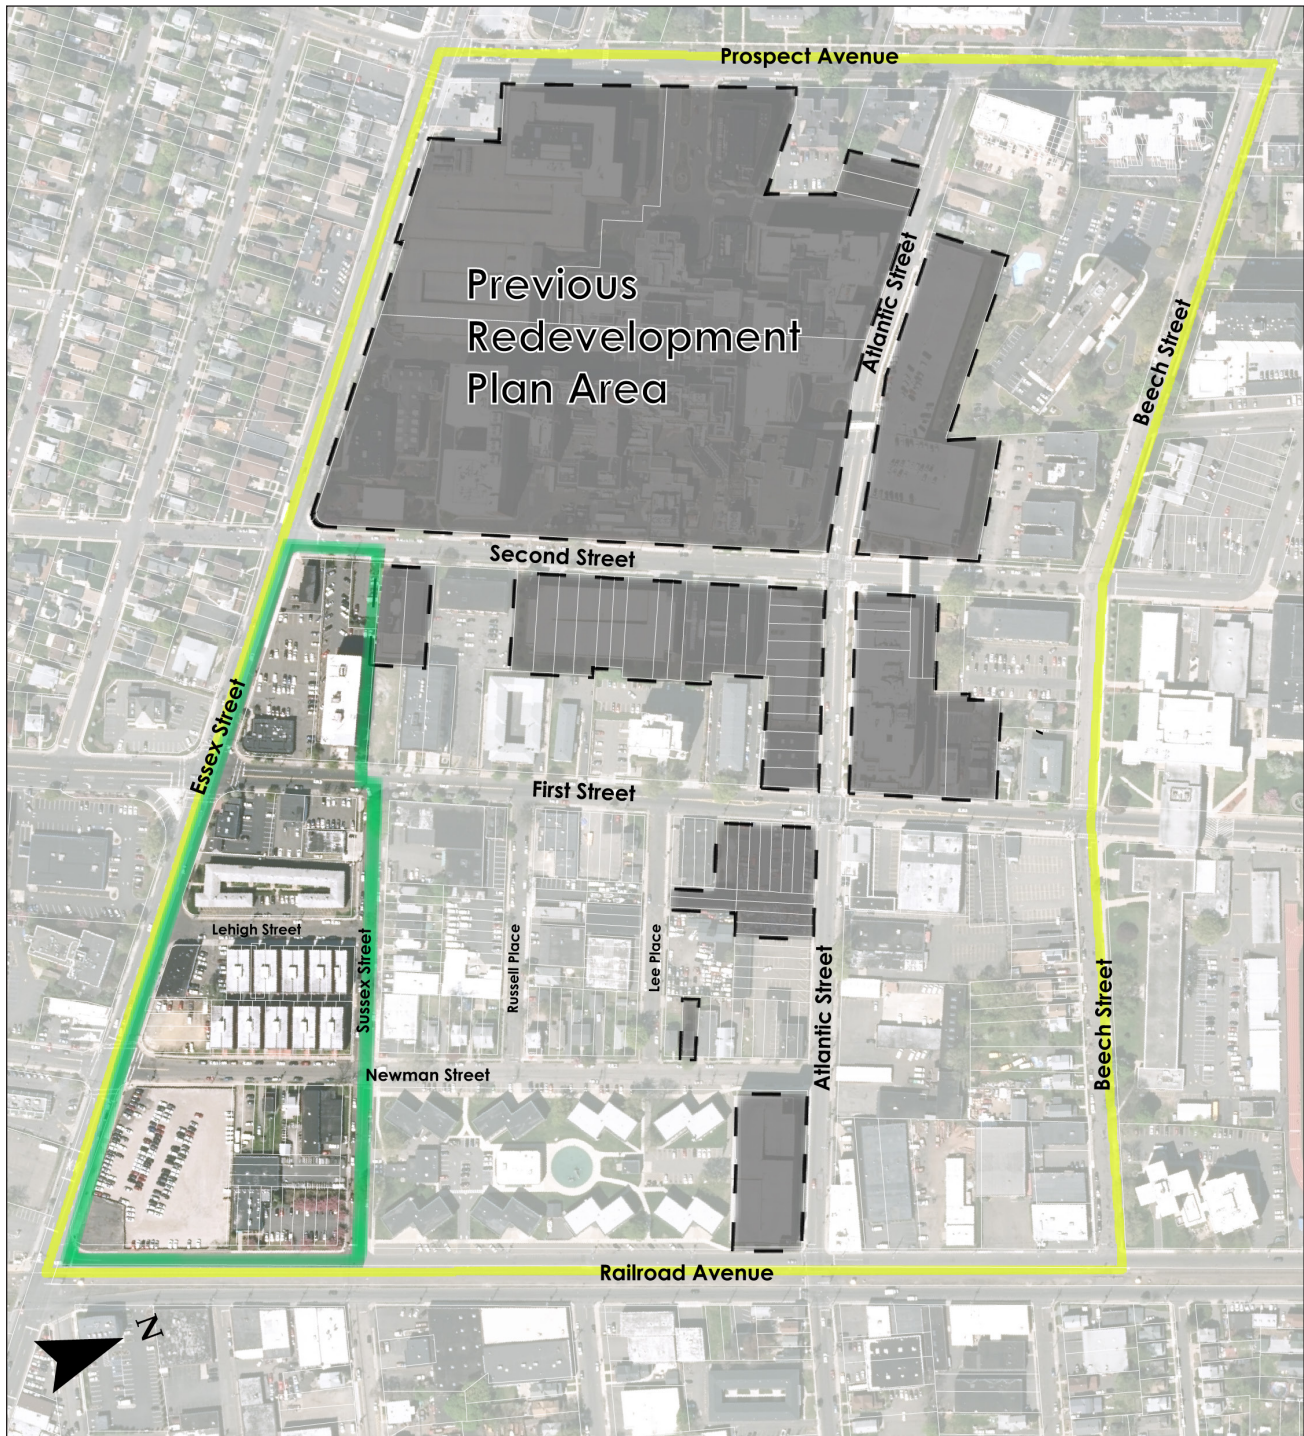 Prospect Avenue
Previous
Redevelopment
Plan Area
Atlantic Street
Beech Street
Second Street
Essex Street
First Street
Lehigh Street
Sussex Street
Russell Place
Lee Place
Atlantic Street
Beech Street
Newman Street
Railroad Avenue
N